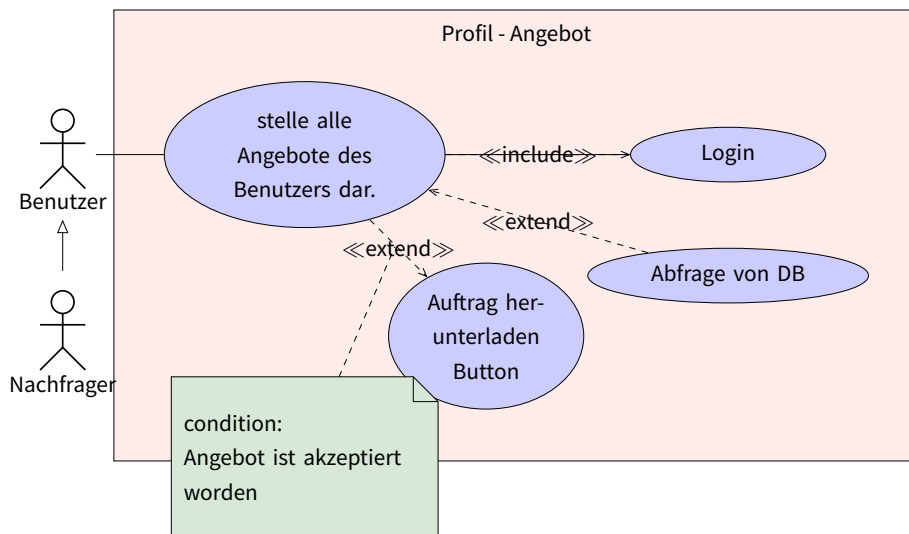 Profil - Angebot
stelle alle
Angebote des
Benutzers dar.
≪include≫
Login
Benutzer
≪extend≫
≪extend≫
Abfrage von DB
Auftrag her-
unterladen
Button
Nachfrager
condition:
Angebot ist akzeptiert
worden